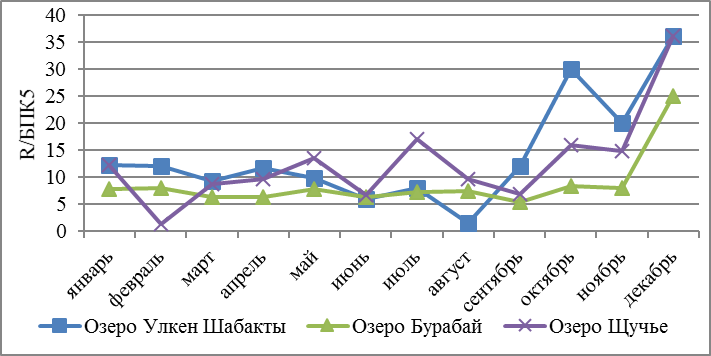 40
35
30
25
20
15
10
5
0
R/БПК5
январь
февраль
март
апрель
май
июнь
июль
август
сентябрь
октябрь
ноябрь
декабрь
Озеро Улкен Шабакты Озеро Бурабай Озеро Щучье